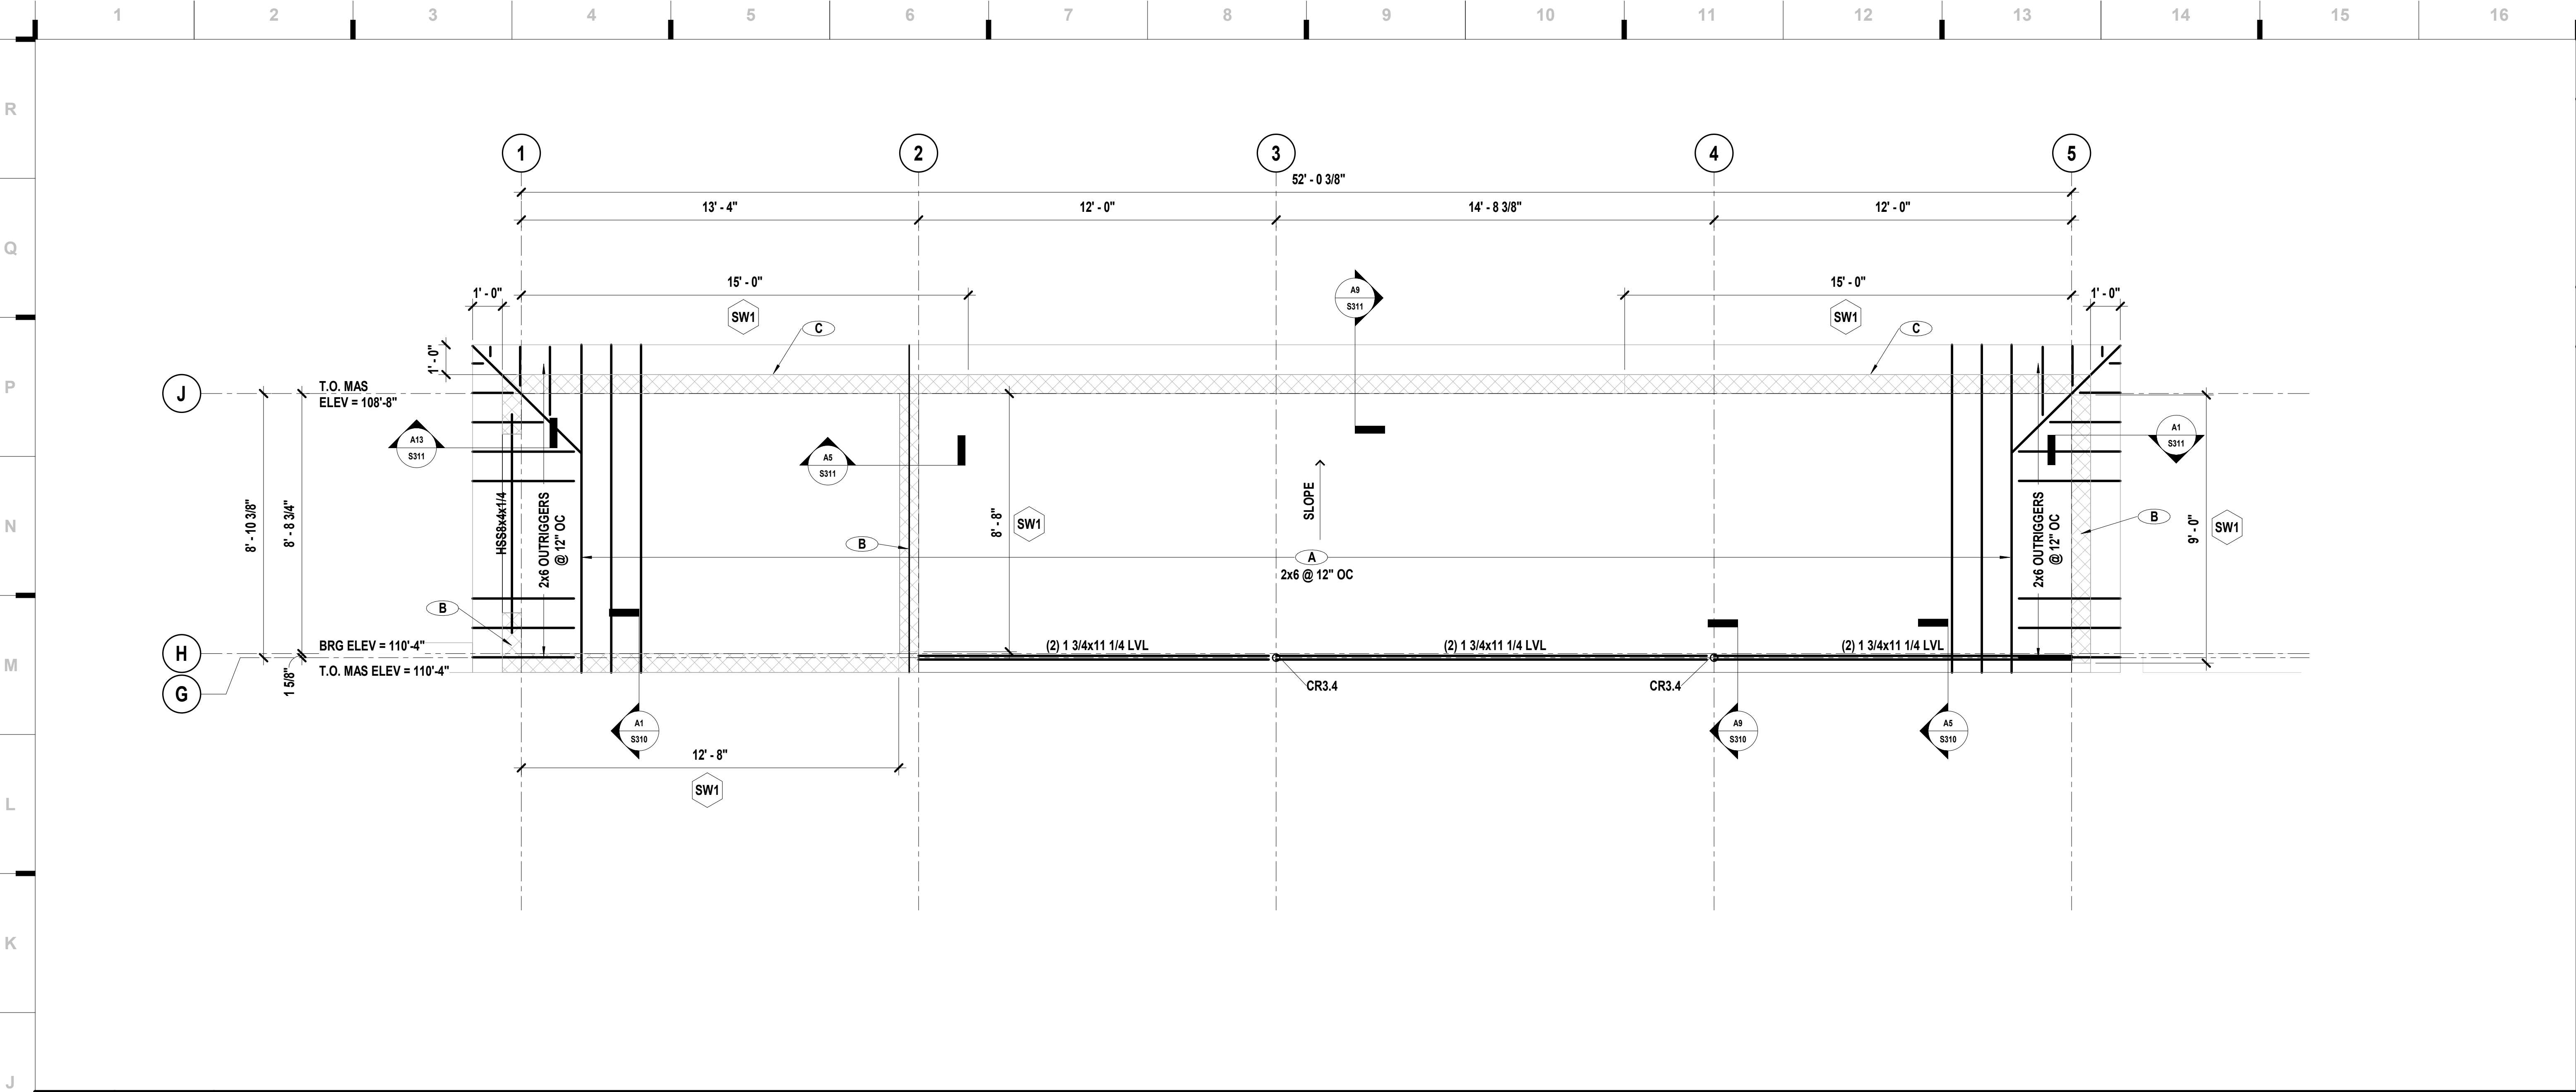 1 2 3 4 5 6 7 8 9 10 11 12 13 14 15 16
R
1 2 3 4 5
52' - 0 3/8"
13' - 4" 12' - 0" 14' - 8 3/8" 12' - 0"
Q
15' - 0" 15' - 0"
1' - 0" 1' - 0"
A9
S311
SW1 SW1
C C
1' - 0"
P
J
T.O. MAS
ELEV = 108'-8"
A13
S311
A5
S311
A1
S311
8' - 10 3/8"
8' - 8 3/4"
HSS8x4x1/4
2x6 OUTRIGGERS
@ 12" OC
SLOPE
8' - 8"
SW1
2x6 OUTRIGGERS
@ 12" OC
B
9' - 0"
SW1
N
B
A
2x6 @ 12" OC
B
H
BRG ELEV = 110'-4"
(2) 1 3/4x11 1/4 LVL (2) 1 3/4x11 1/4 LVL (2) 1 3/4x11 1/4 LVL
M
T.O. MAS ELEV = 110'-4"
1 5/8"
G
CR3.4 CR3.4
A1
S310
A9
S310
A5
S310
12' - 8"
SW1
L
K
J